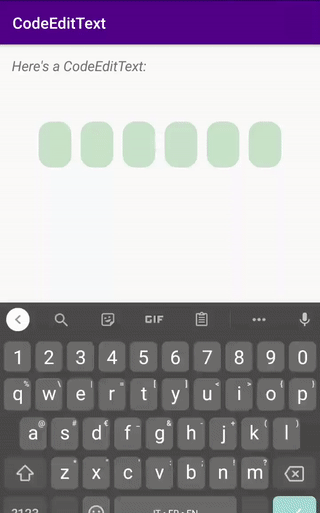 CodeEditText
Here's a CodeEditText:
GIF
1 2 3 4 5 6 7 8 9 0
q w e r t y u i o p
a s d f g h j k l
z x c v b n m